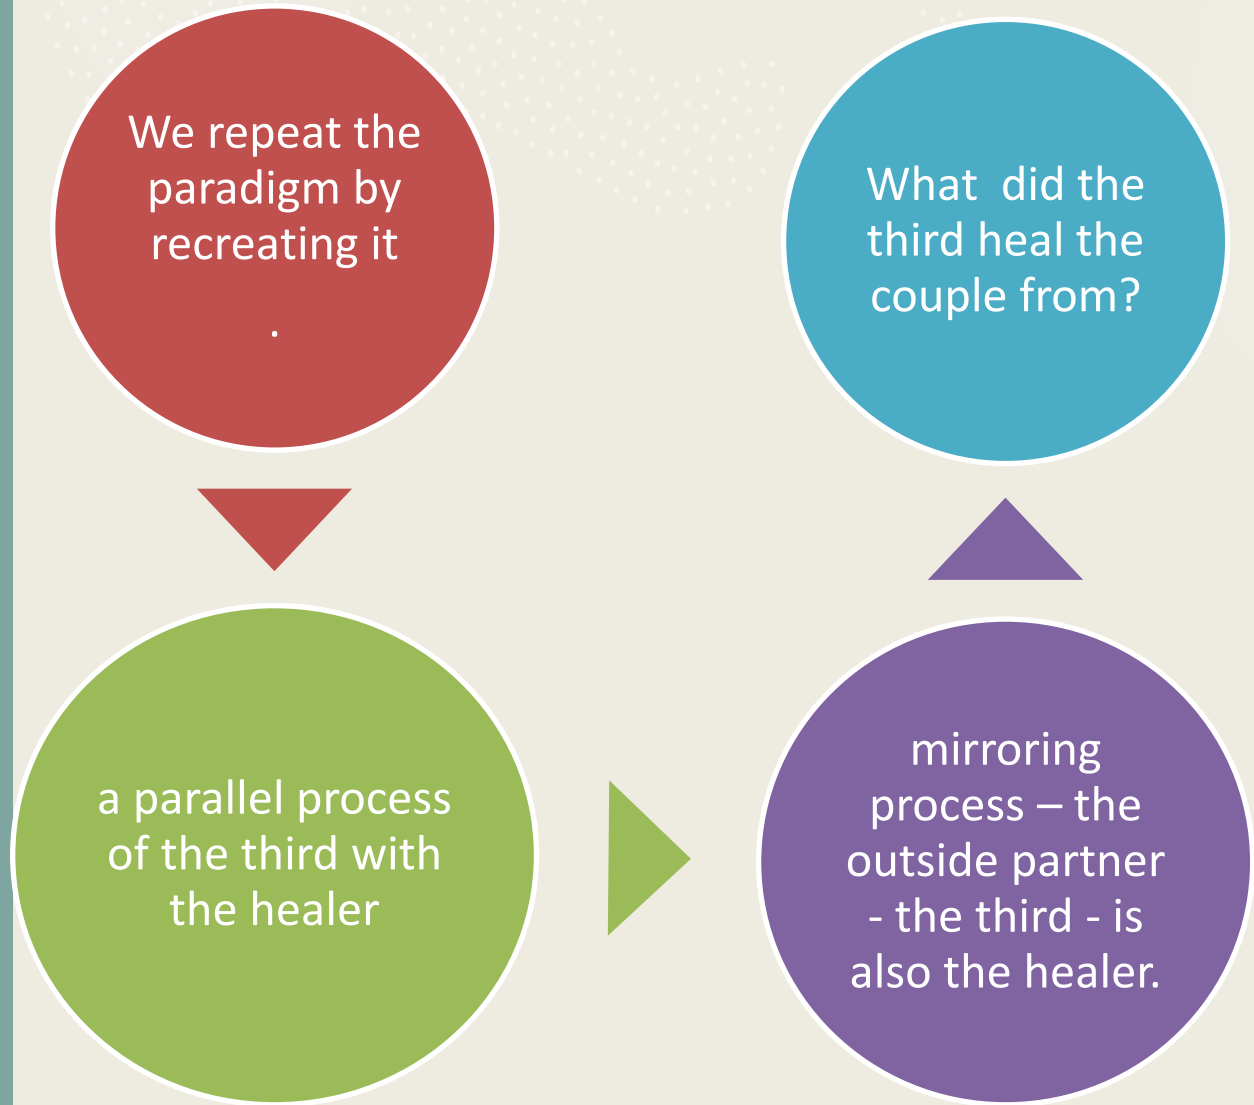 We repeat the
paradigm by
recreating it
.
a parallel process
of the third with
the healer
mirroring
process – the
outside partner
- the third - is
also the healer.
What  did the
third heal the
couple from?